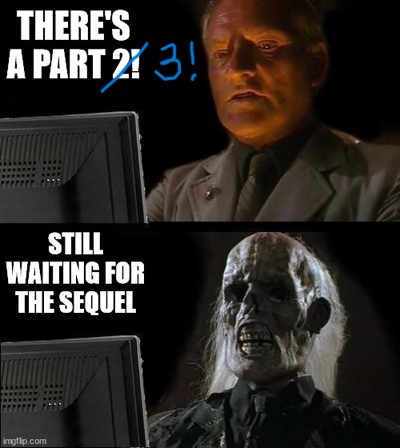 THERE'S
A PART 2! 3!
STILL
WAITING FOR
THE SEQUEL
imgflip.com